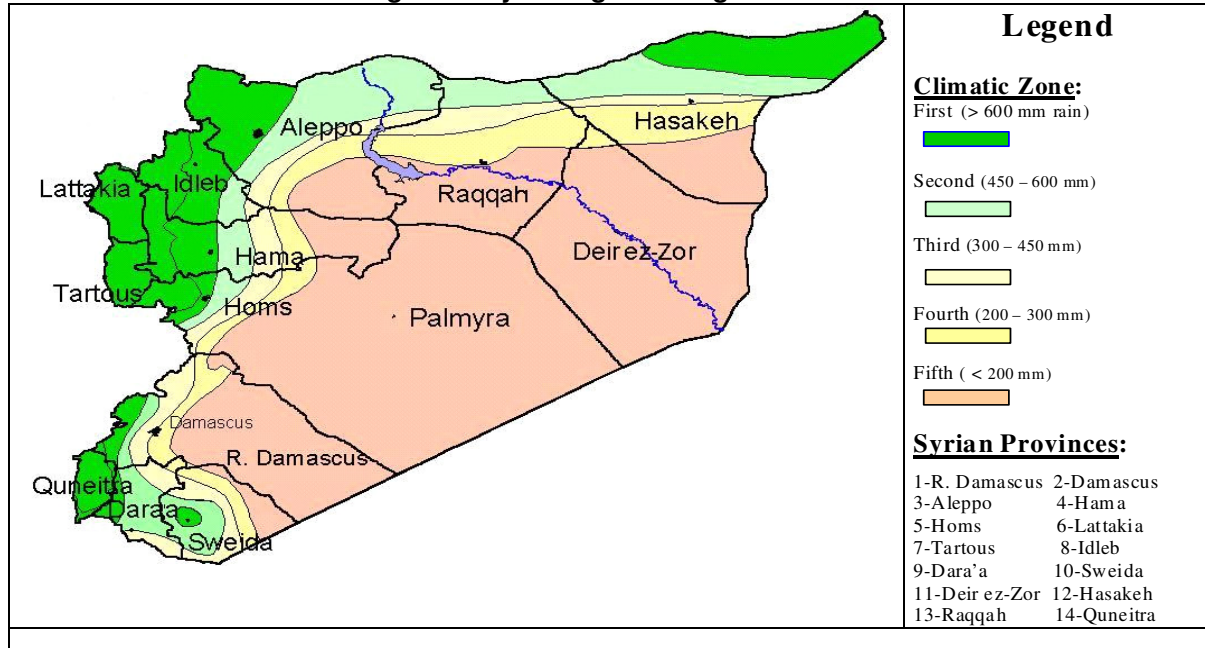 Legend
Climatic Zone:
First (> 600 mm rain)
Second (450 – 600 mm)
Third (300 – 450 mm)
Fourth (200 – 300 mm)
Fifth ( < 200 mm)
Syrian Provinces:
1-R. Damascus 2-Damascus
3-Aleppo 4-Hama
5-Homs 6-Lattakia
7-Tartous 8-Idleb
9-Dara'a 10-Sweida
11-Deir ez-Zor 12-Hasakeh
13-Raqqah 14-Quneitra
Aleppo
Hasakeh
Lattakia
Idleb
Raqqah
Hama
Deir ez-Zor
Tartous
Homs
Palmyra
Damascus
R. Damascus
Quneitra
Daraa
Sweida